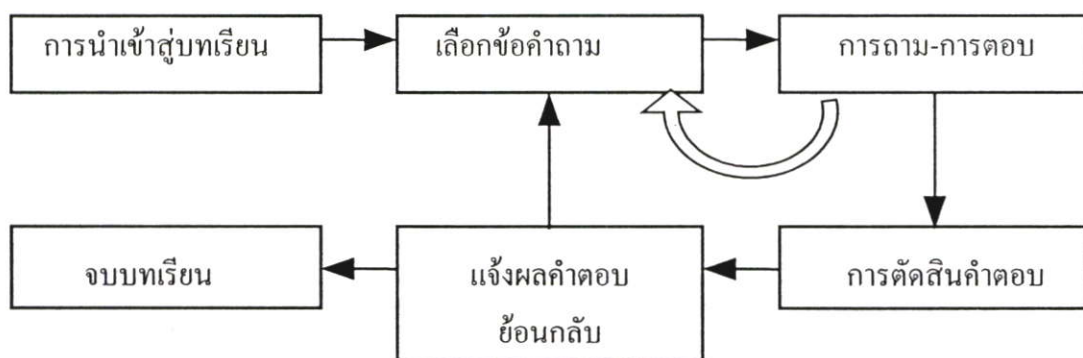 การนำเข้าสู่บทเรียน
เลือกข้อคำถาม
การถาม-การตอบ
จบบทเรียน
แจ้งผลคำตอบ
ย้อนกลับ
การตัดสินคำตอบ